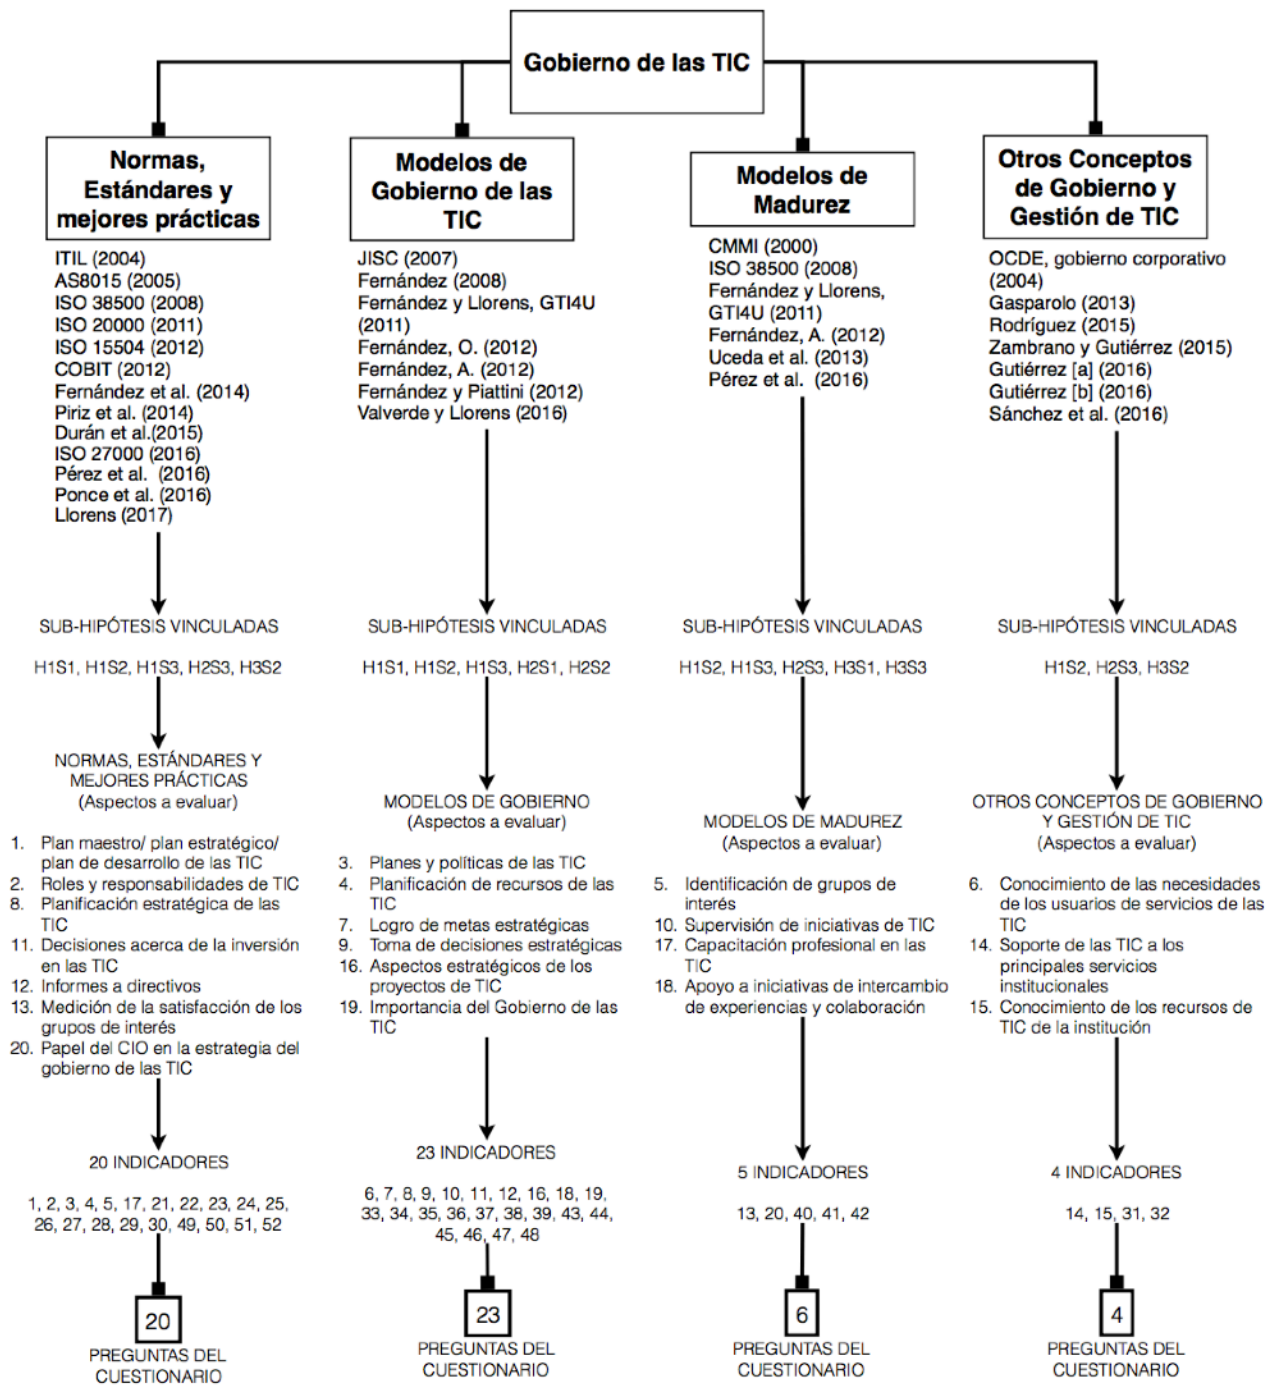 Gobierno de las TIC
Normas,
Estándares y
mejores prácticas
ITIL (2004)
AS8015 (2005)
ISO 38500 (2008)
ISO 20000 (2011)
ISO 15504 (2012)
COBIT (2012)
Fernández et al. (2014)
Piriz et al. (2014)
Durán et al.(2015)
ISO 27000 (2016)
Pérez et al. (2016)
Ponce et al. (2016)
Llorens (2017)
SUB-HIPÓTESIS VINCULADAS
H1S1, H1S2, H1S3, H2S3, H3S2
NORMAS, ESTÁNDARES Y
MEJORES PRÁCTICAS
(Aspectos a evaluar)
1. Plan maestro/ plan estratégico/
plan de desarrollo de las TIC
2. Roles y responsabilidades de TIC
8. Planificación estratégica de las
TIC
11. Decisiones acerca de la inversión
en las TIC
12. Informes a directivos
13. Medición de la satisfacción de los
grupos de interés
20. Papel del CIO en la estrategia del
gobierno de las TIC
20 INDICADORES
1, 2, 3, 4, 5, 17, 21, 22, 23, 24, 25,
26, 27, 28, 29, 30, 49, 50, 51, 52
20
PREGUNTAS DEL
CUESTIONARIO
Modelos de
Gobierno de las
TIC
JISC (2007)
Fernández (2008)
Fernández y Llorens, GTI4U
(2011)
Fernández, O. (2012)
Fernández, A. (2012)
Fernández y Piattini (2012)
Valverde y Llorens (2016)
SUB-HIPÓTESIS VINCULADAS
H1S1, H1S2, H1S3, H2S1, H2S2
MODELOS DE GOBIERNO
(Aspectos a evaluar)
3. Planes y políticas de las TIC
4. Planificación de recursos de las
TIC
7. Logro de metas estratégicas
9. Toma de decisiones estratégicas
16. Aspectos estratégicos de los
proyectos de TIC
19. Importancia del Gobierno de las
TIC
23 INDICADORES
6, 7, 8, 9, 10, 11, 12, 16, 18, 19,
33, 34, 35, 36, 37, 38, 39, 43, 44,
45, 46, 47, 48
23
PREGUNTAS DEL
CUESTIONARIO
Modelos de
Madurez
CMMI (2000)
ISO 38500 (2008)
Fernández y Llorens,
GTI4U (2011)
Fernández, A. (2012)
Uceda et al. (2013)
Pérez et al. (2016)
SUB-HIPÓTESIS VINCULADAS
H1S2, H1S3, H2S3, H3S1, H3S3
MODELOS DE MADUREZ
(Aspectos a evaluar)
5. Identificación de grupos de
interés
10. Supervisión de iniciativas de TIC
17. Capacitación profesional en las
TIC
18. Apoyo a iniciativas de intercambio
de experiencias y colaboración
5 INDICADORES
13, 20, 40, 41, 42
6
PREGUNTAS DEL
CUESTIONARIO
Otros Conceptos
de Gobierno y
Gestión de TIC
OCDE, gobierno corporativo
(2004)
Gasparolo (2013)
Rodríguez (2015)
Zambrano y Gutiérrez (2015)
Gutiérrez [a] (2016)
Gutiérrez [b] (2016)
Sánchez et al. (2016)
SUB-HIPÓTESIS VINCULADAS
H1S2, H2S3, H3S2
OTROS CONCEPTOS DE GOBIERNO
Y GESTIÓN DE TIC
(Aspectos a evaluar)
6. Conocimiento de las necesidades
de los usuarios de servicios de las
TIC
14. Soporte de las TIC a los
principales servicios
institucionales
15. Conocimiento de los recursos de
TIC de la institución
4 INDICADORES
14, 15, 31, 32
4
PREGUNTAS DEL
CUESTIONARIO